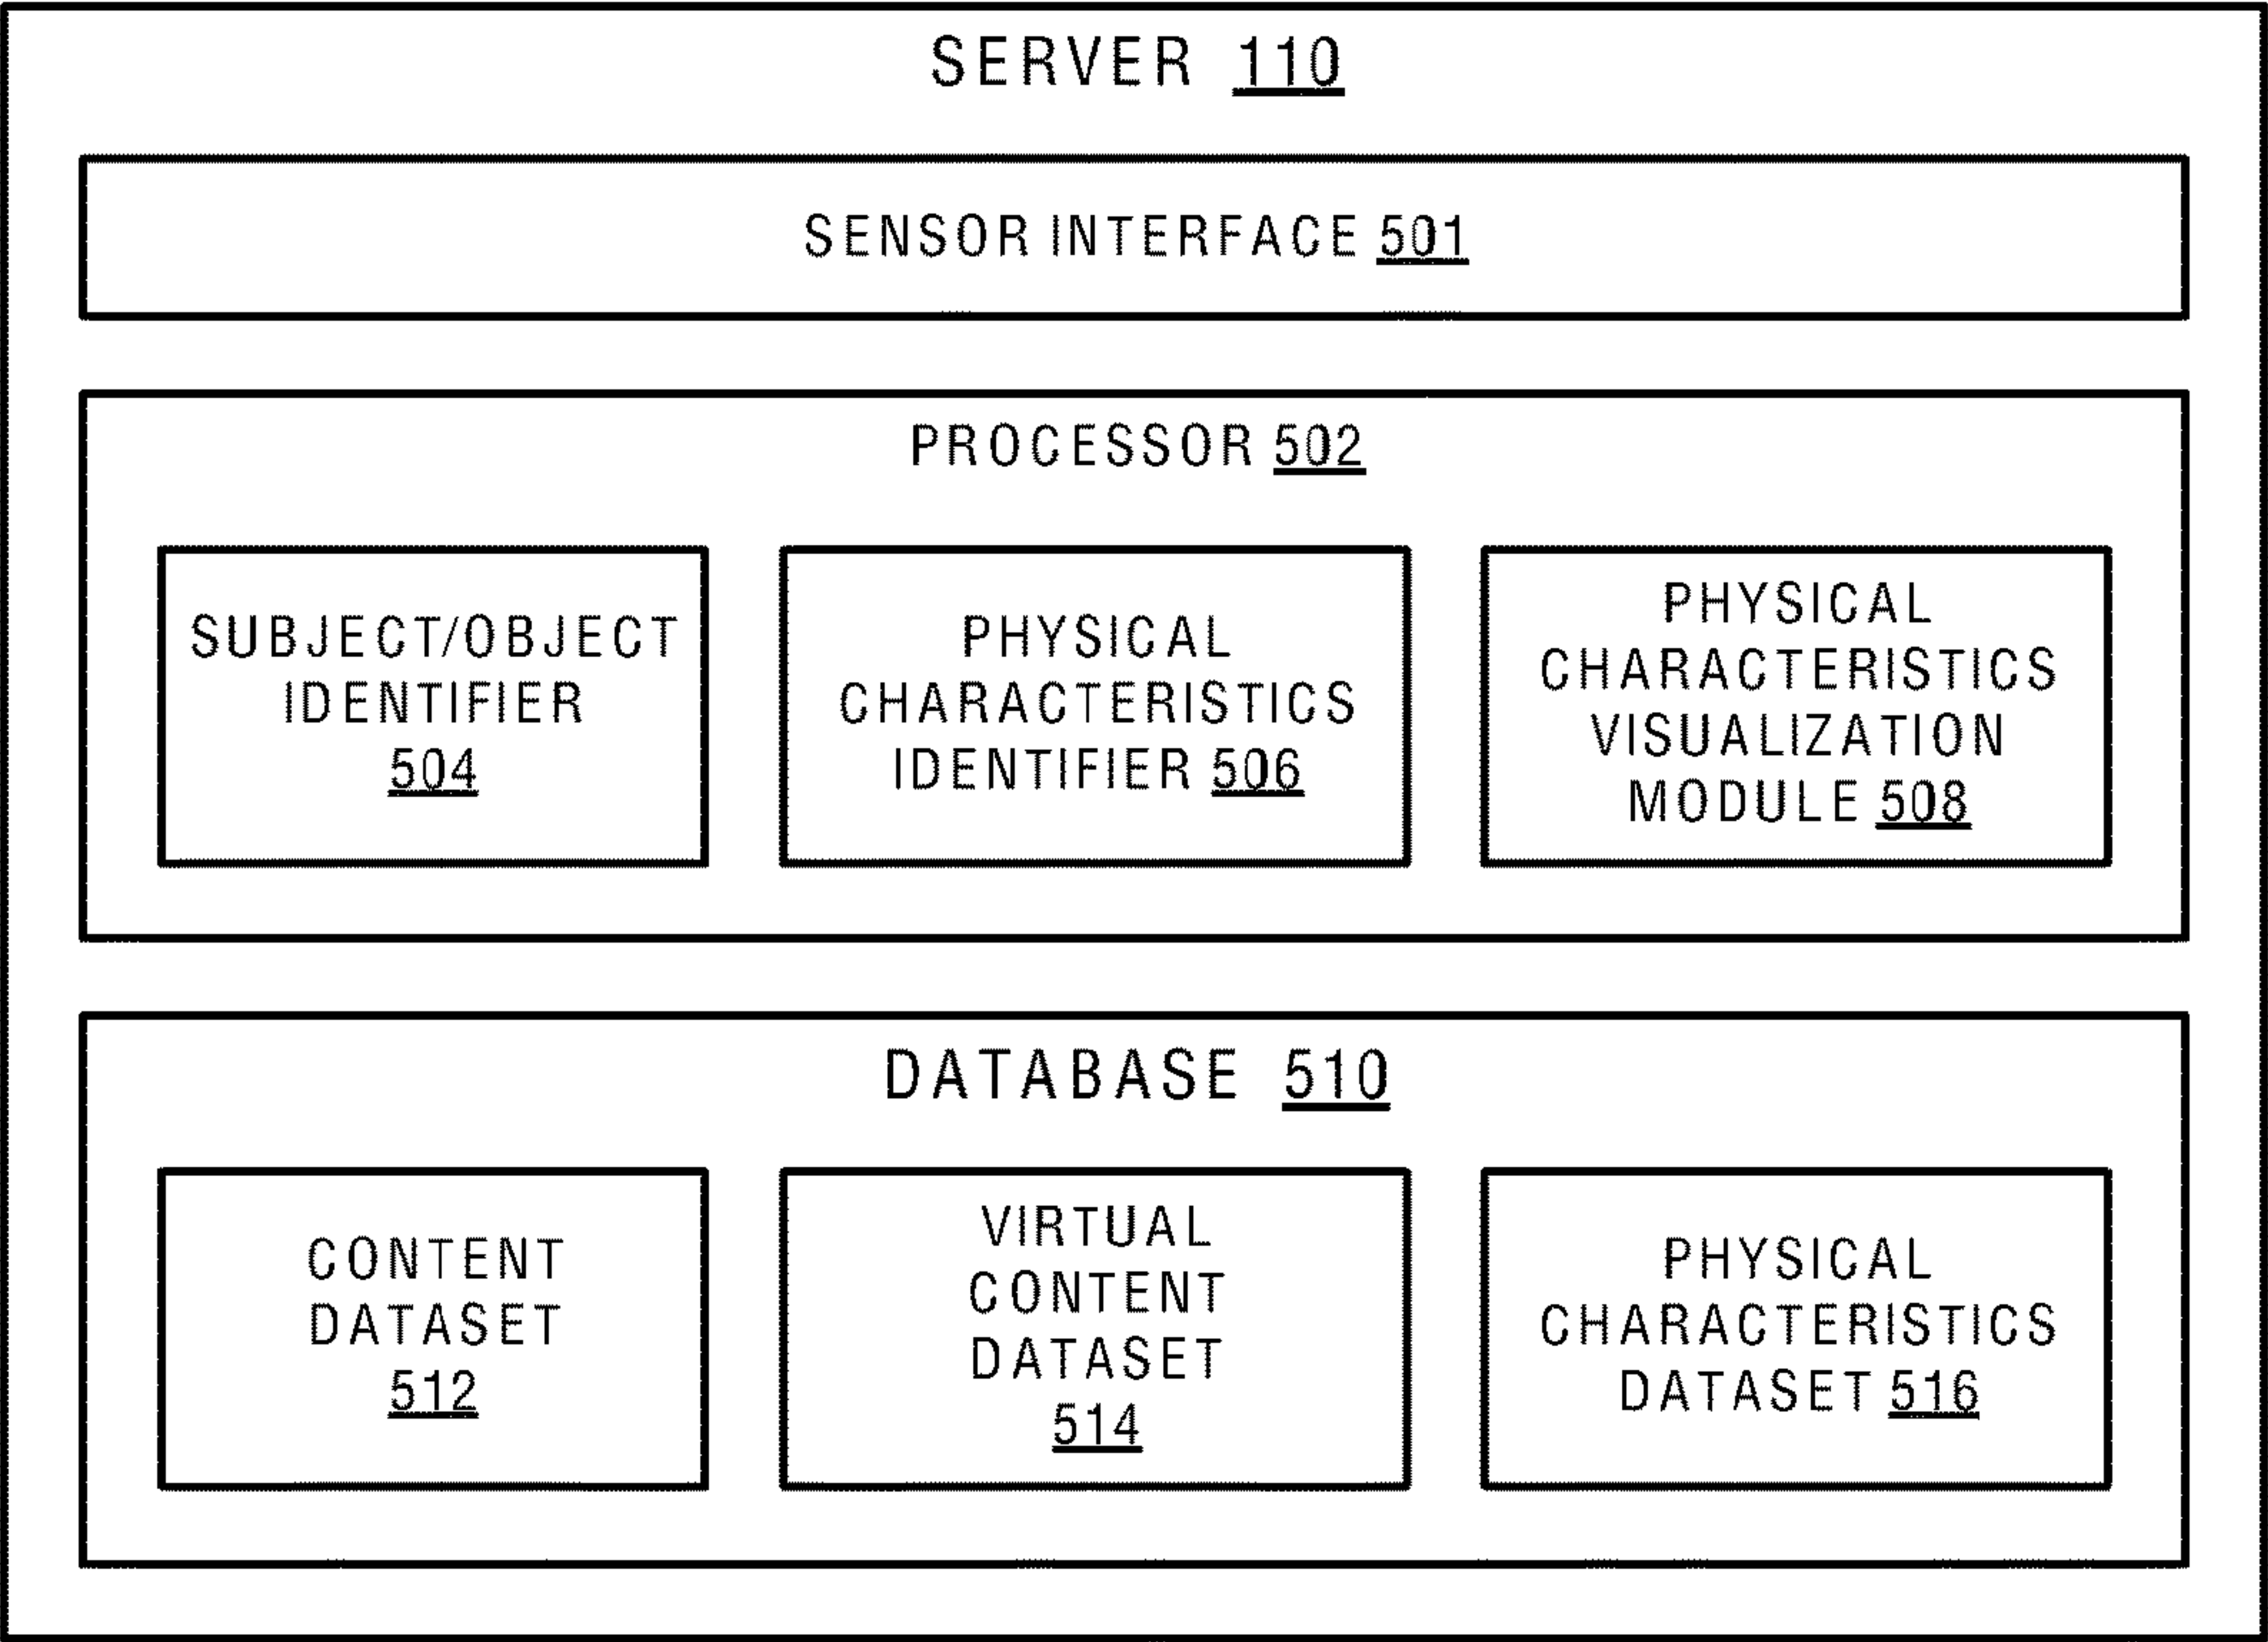 SERVER 110
SENSOR INTERFACE 501
PROCESSOR 502
SUBJECT/OBJECT
IDENTIFIER
504
PHYSICAL
CHARACTERISTICS
IDENTIFIER 506
PHYSICAL
CHARACTERISTICS
VISUALIZATION
MODULE 508
DATABASE 510
CONTENT
DATASET
512
VIRTUAL
CONTENT
DATASET
514
PHYSICAL
CHARACTERISTICS
DATASET 516